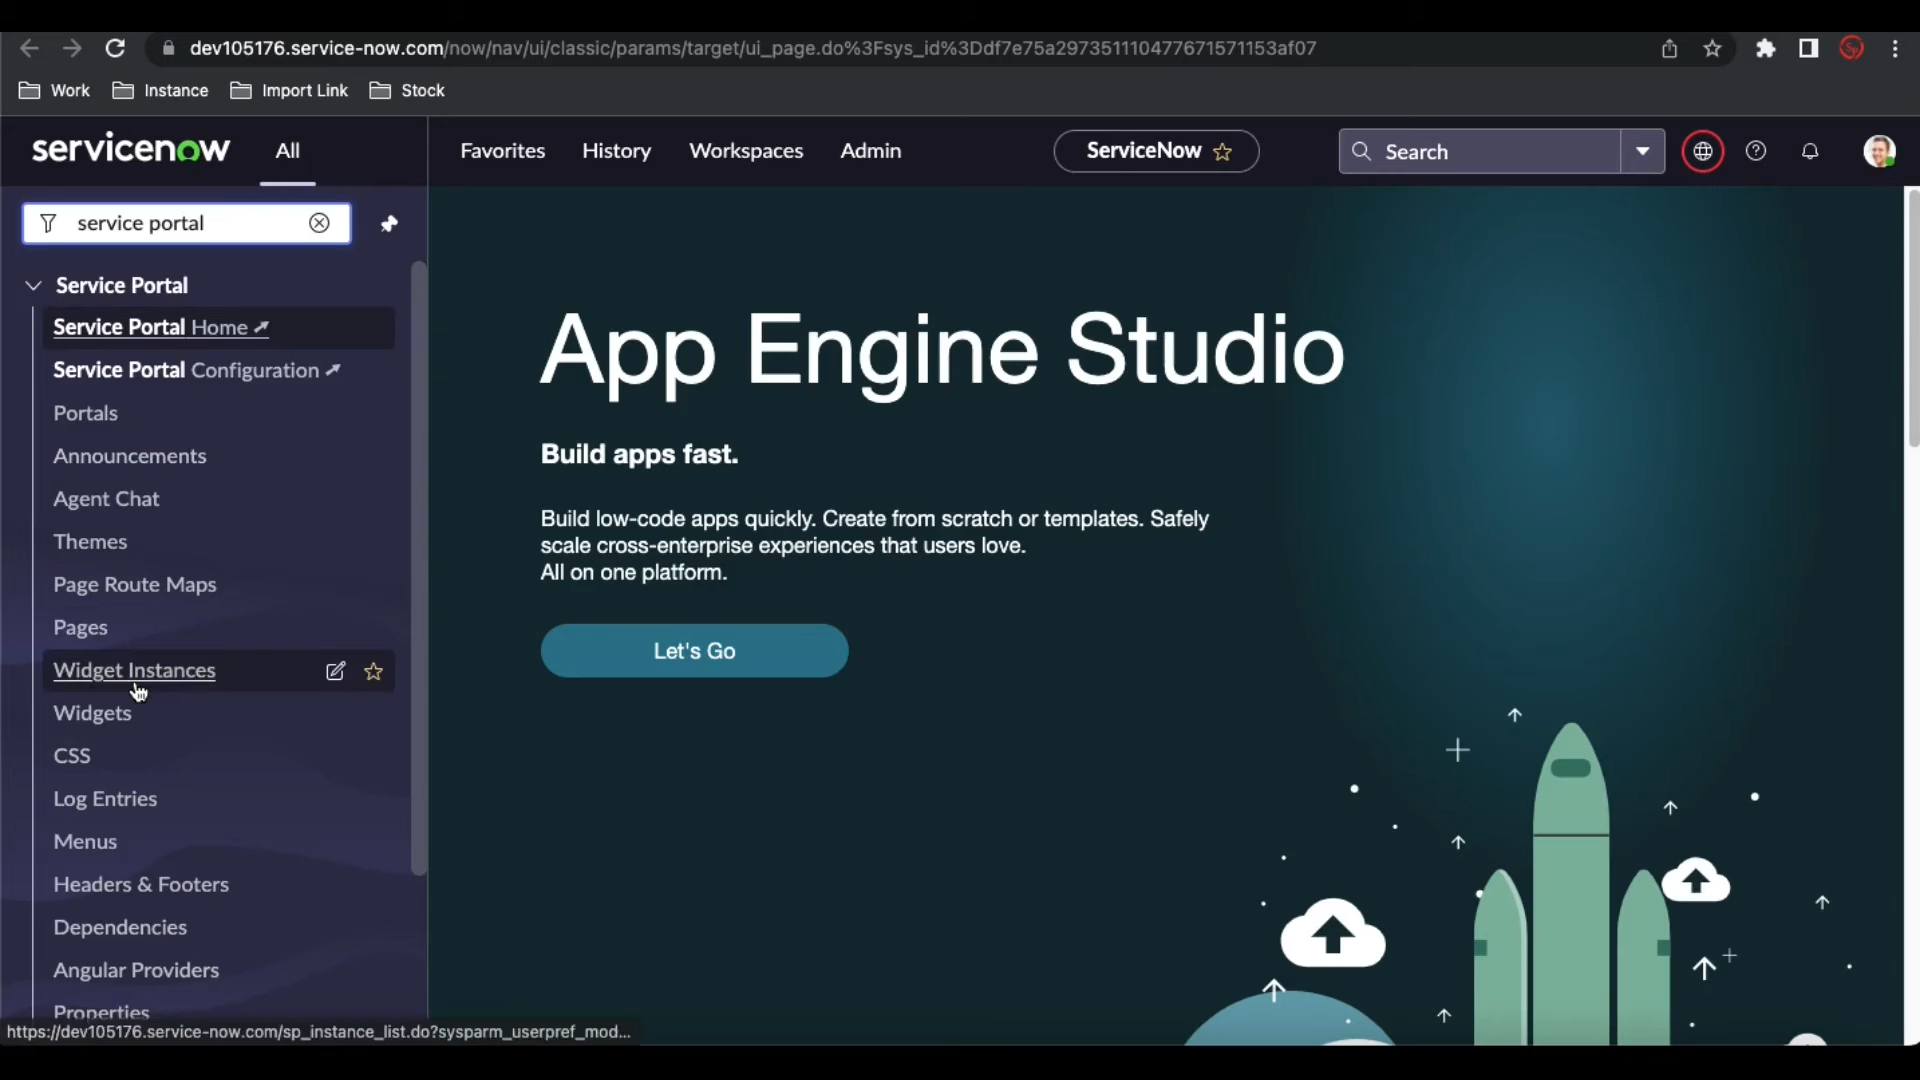 dev105176.service-now.com/now/nav/ui/classic/params/target/ui_page.do%3Fsys_id%3Ddf7e75a297351110477671571153af07
Work Instance Import Link Stock
servicenow All Favorites History Workspaces Admin ServiceNow Search
service portal
Service Portal
Service Portal Home
Service Portal Configuration
Portals
Announcements
Agent Chat
Themes
Page Route Maps
Pages
Widget Instances
Widgets
CSS
Log Entries
Menus
Headers & Footers
Dependencies
Angular Providers
Properties
https://dev105176.service-now.com/sp_instance_list.do?sysparm_userpref_mod...
App Engine Studio
Build apps fast.
Build low-code apps quickly. Create from scratch or templates. Safely
scale cross-enterprise experiences that users love.
All on one platform.
Let's Go